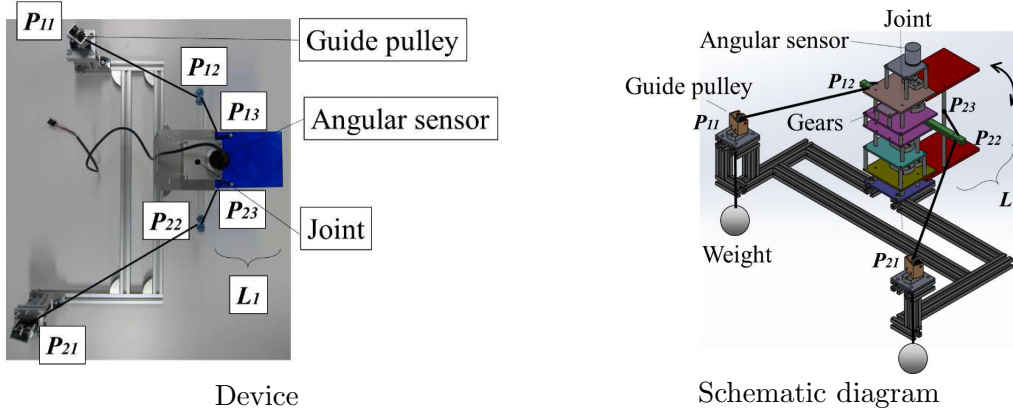 P11
Guide pulley
P12
P13
Angular sensor
P22
P23
Joint
L1
P21
Device
Joint
Angular sensor
P12
Guide pulley
P11
P23
Gears
P22
L
Weight
P21
Schematic diagram